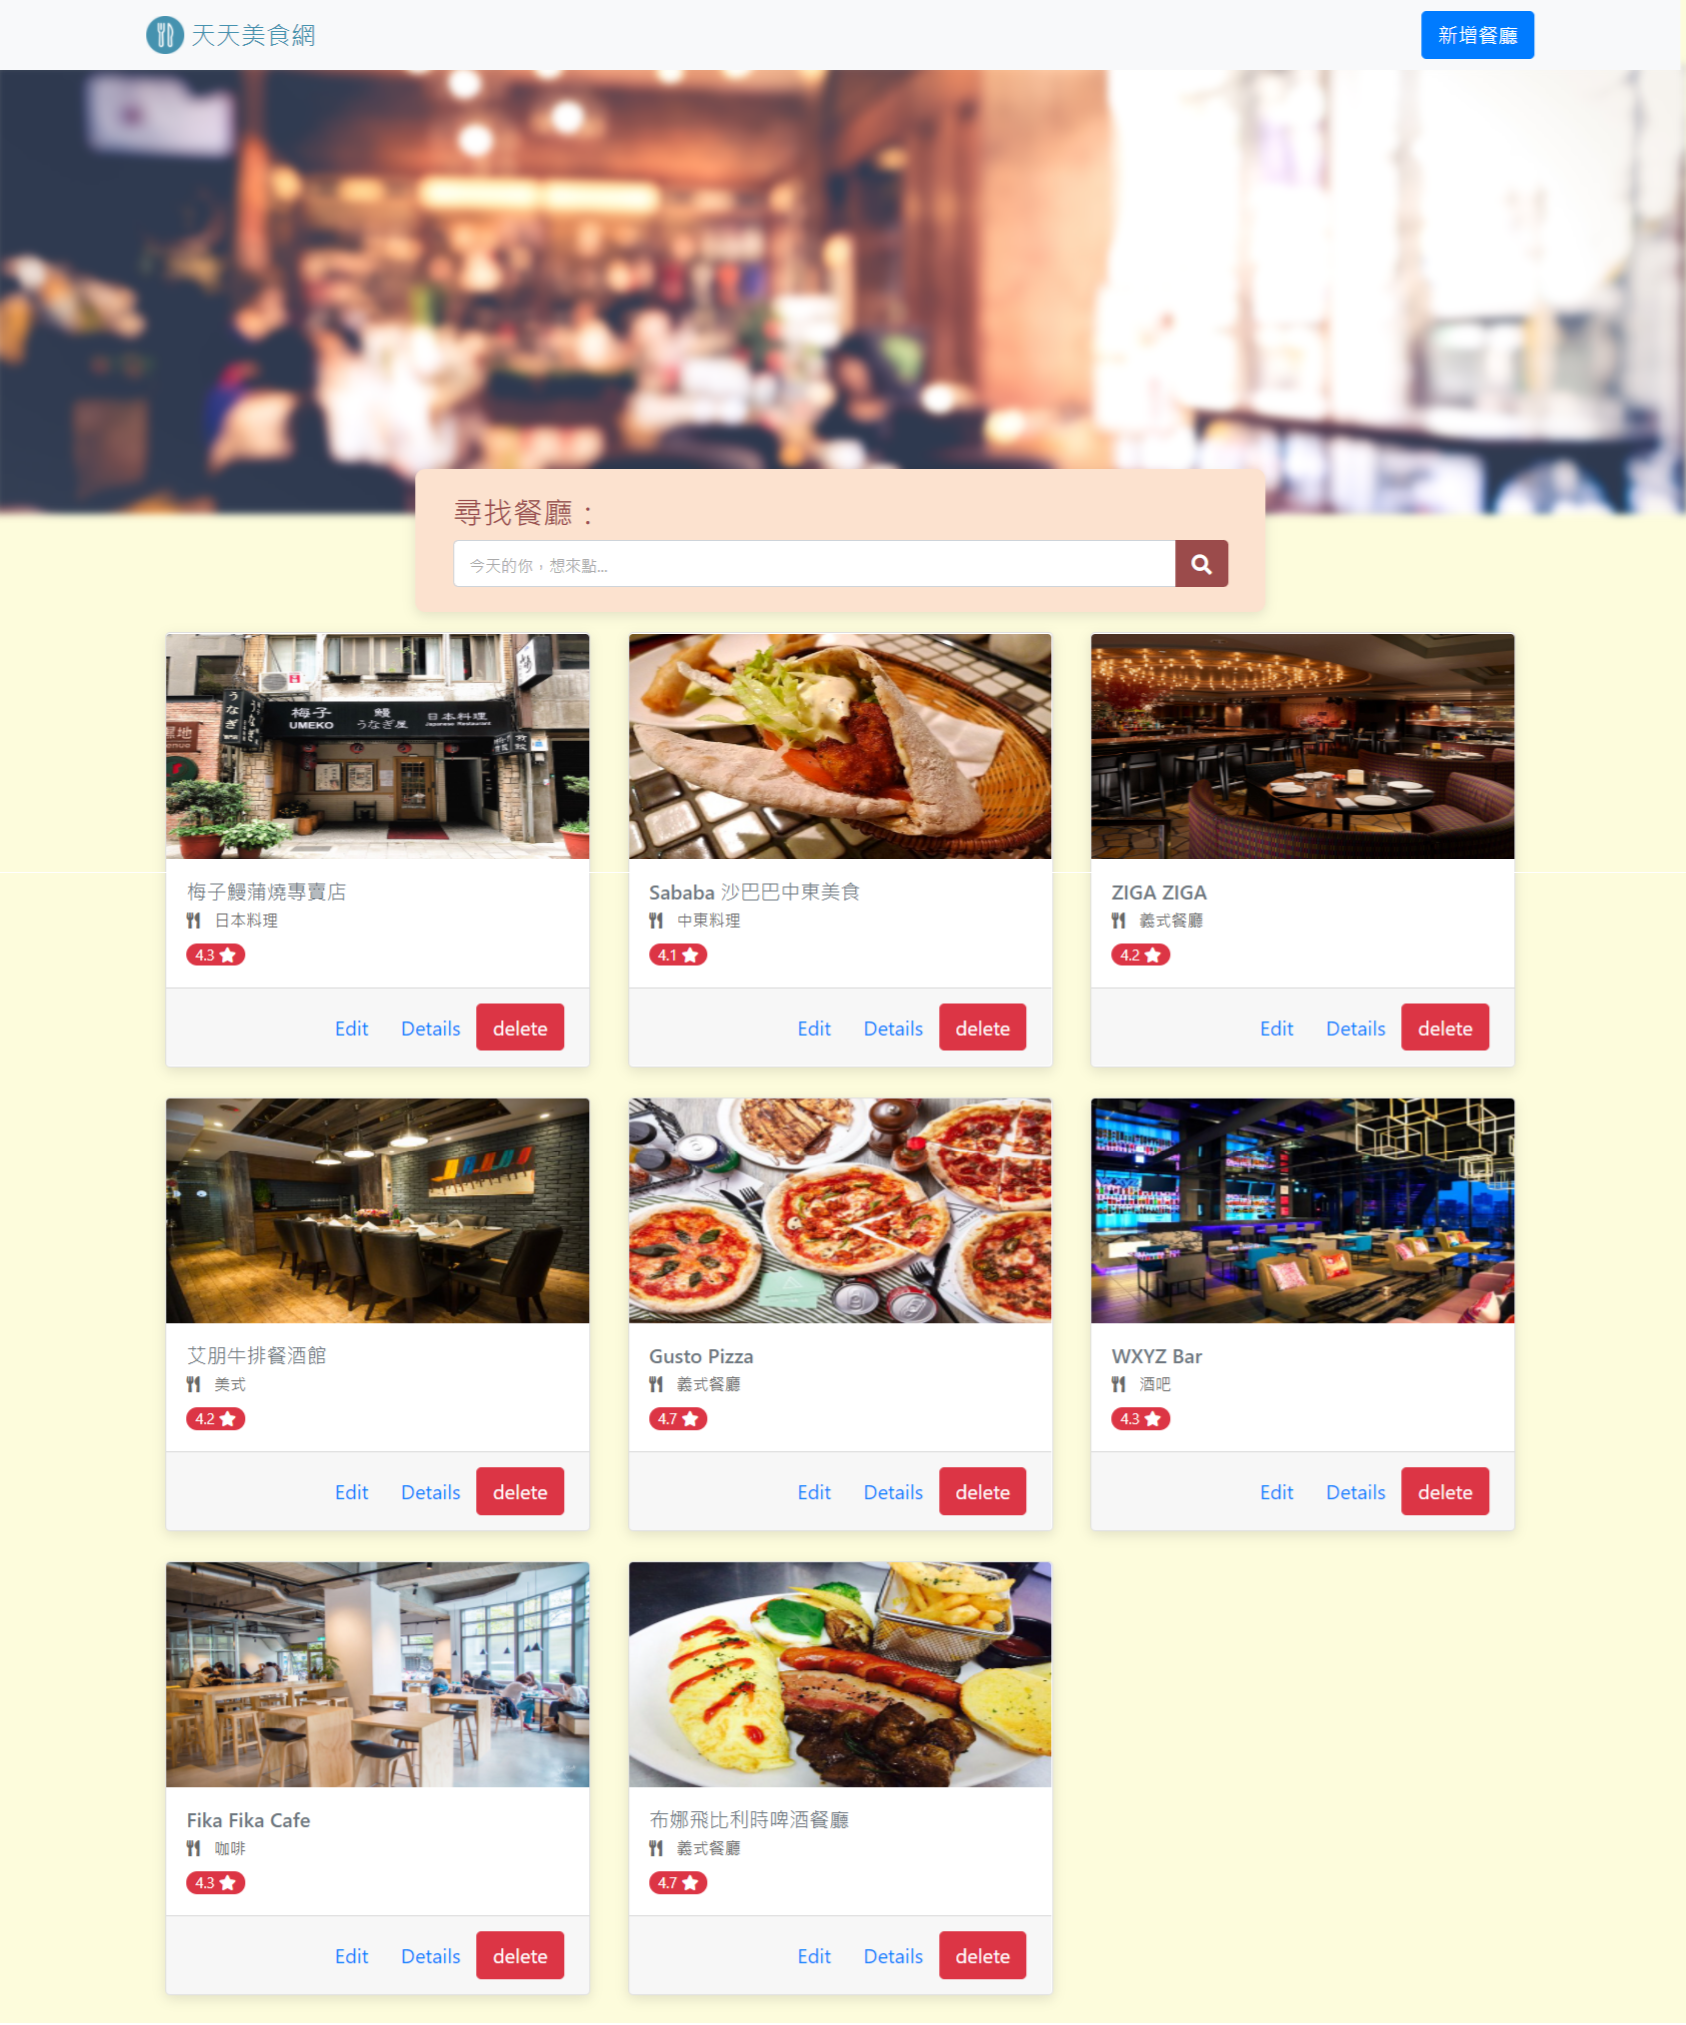 天天美食網
新增餐廳
尋找餐廳：
今天的你，想來點...
梅子 鰻 日本料理
UMEKO うなぎ屋 Japanese Restaurant
梅子鰻蒲燒專賣店
日本料理
4.3
Edit Details delete
Sababa 沙巴巴中東美食
中東料理
4.1
Edit Details delete
ZIGA ZIGA
義式餐廳
4.2
Edit Details delete
艾朋牛排餐酒館
美式
4.2
Edit Details delete
Gusto Pizza
義式餐廳
4.7
Edit Details delete
WXYZ Bar
酒吧
4.3
Edit Details delete
Fika Fika Cafe
咖啡
4.3
Edit Details delete
布娜飛比利時啤酒餐廳
義式餐廳
4.7
Edit Details delete